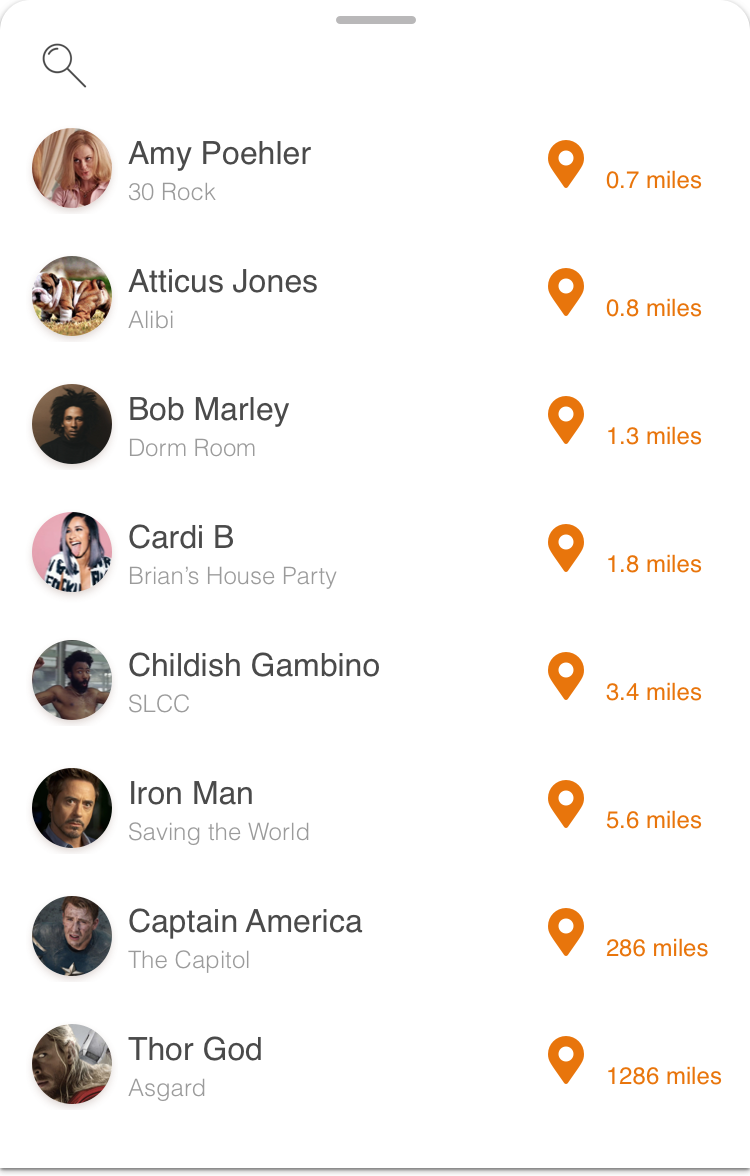 Amy Poehler
30 Rock
0.7 miles
Atticus Jones
Alibi
0.8 miles
Bob Marley
Dorm Room
1.3 miles
Cardi B
Brian’s House Party
1.8 miles
Childish Gambino
SLCC
3.4 miles
Iron Man
Saving the World
5.6 miles
Captain America
The Capitol
286 miles
Thor God
Asgard
1286 miles